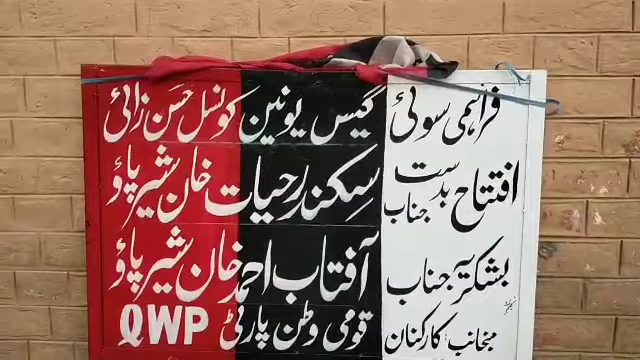 فراہمی سوئی گیس یونین کونسل حسن زائے
افتتاح بدست جناب سکندر حیات خان شیرپاؤ
بشکریہ جناب آفتاب احمد خان شیرپاؤ
منجانب کارکنان قومی وطن پارٹی QWP